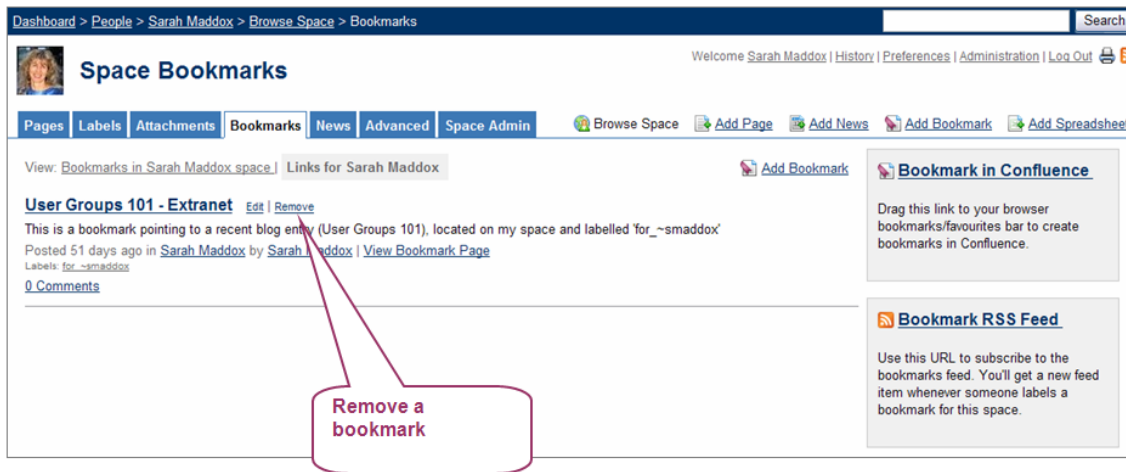 Dashboard > People > Sarah Maddox > Browse Space > Bookmarks
Search
Welcome Sarah Maddox | History | Preferences | Administration | Log Out
Space Bookmarks
Pages Labels Attachments Bookmarks News Advanced Space Admin
Browse Space Add Page Add News Add Bookmark Add Spreadsheet
View: Bookmarks in Sarah Maddox space | Links for Sarah Maddox
Add Bookmark
User Groups 101 - Extranet Edit | Remove
This is a bookmark pointing to a recent blog entry (User Groups 101), located on my space and labelled 'for_~smaddox'
Posted 51 days ago in Sarah Maddox by Sarah Maddox | View Bookmark Page
Labels: for_~smaddox
0 Comments
Remove a
bookmark
Bookmark in Confluence
Drag this link to your browser
bookmarks/favourites bar to create
bookmarks in Confluence.
Bookmark RSS Feed
Use this URL to subscribe to the
bookmarks feed. You'll get a new feed
item whenever someone labels a
bookmark for this space.